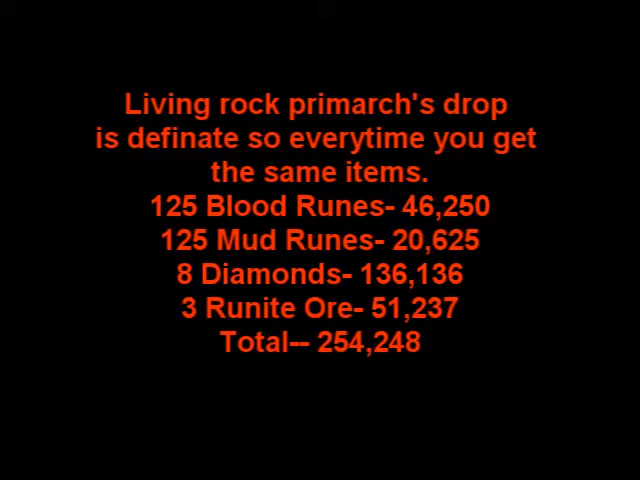 Living rock primarch's drop
is definate so everytime you get
the same items.
125 Blood Runes- 46,250
125 Mud Runes- 20,625
8 Diamonds- 136,136
3 Runite Ore- 51,237
Total-- 254,248